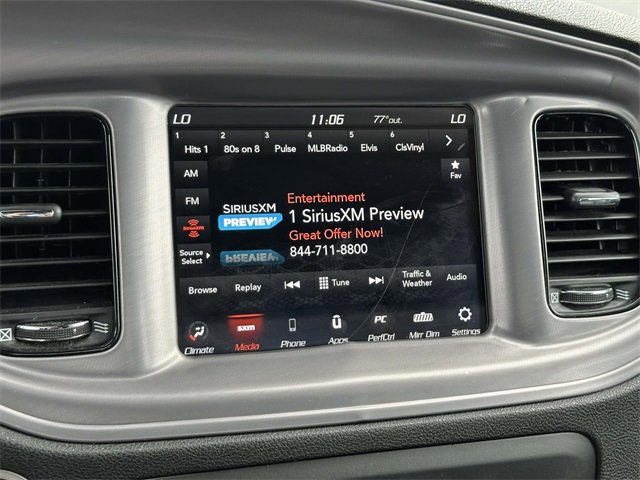 LO 11:06 77°out. LO
1 2 3 4 5 6
Hits 1 80s on 8 Pulse MLBRadio Elvis ClsVinyl
AM
Fav
FM
SIRIUSXM
PREVIEW
Entertainment
1 SiriusXM Preview
Great Offer Now!
844-711-8800
SiriusXM
Source
Select
Browse Replay Tune Traffic &
Weather Audio
sxm PC
Climate Media Phone Apps PerfCtrl Mirr Dim Settings